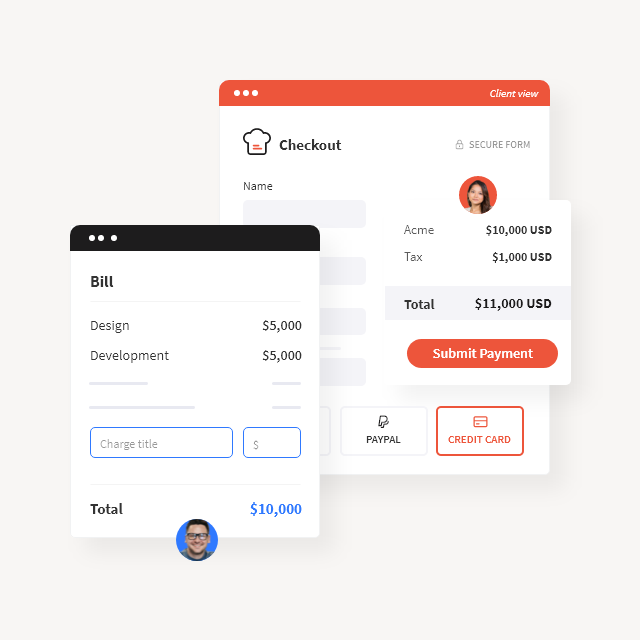 Client view
Checkout
SECURE FORM
Name
Acme $10,000 USD
Tax $1,000 USD
Total $11,000 USD
Submit Payment
PAYPAL
CREDIT CARD
Bill
Design $5,000
Development $5,000
Charge title $
Total $10,000